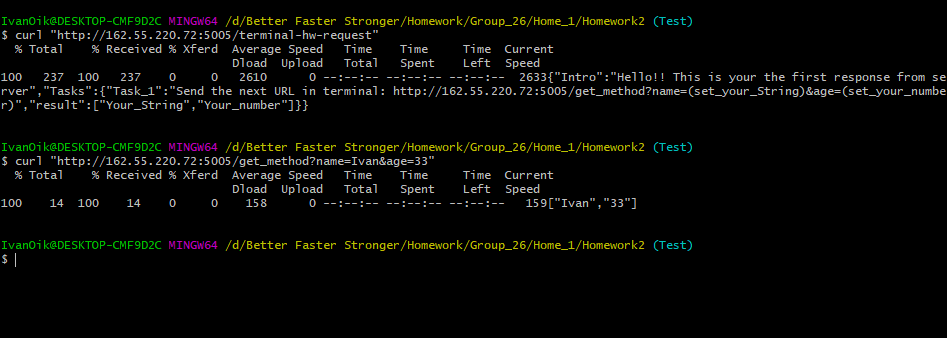 IvanOik@DESKTOP-CMF9D2C MINGW64 /d/Better Faster Stronger/Homework/Group_26/Home_1/Homework2 (Test)
$ curl "http://162.55.220.72:5005/terminal-hw-request"
  % Total    % Received % Xferd  Average Speed   Time    Time     Time  Current
                                 Dload  Upload   Total   Spent    Left  Speed
100   237  100   237    0     0   2610      0 --:--:-- --:--:-- --:--:--  2633{"Intro":"Hello!! This is your the first response from se
rver","Tasks":{"Task_1":"Send the next URL in terminal: http://162.55.220.72:5005/get_method?name=(set_your_String)&age=(set_your_numbe
r)","result":["Your_String","Your_number"]}}
IvanOik@DESKTOP-CMF9D2C MINGW64 /d/Better Faster Stronger/Homework/Group_26/Home_1/Homework2 (Test)
$ curl "http://162.55.220.72:5005/get_method?name=Ivan&age=33"
  % Total    % Received % Xferd  Average Speed   Time    Time     Time  Current
                                 Dload  Upload   Total   Spent    Left  Speed
100    14  100    14    0     0    158      0 --:--:-- --:--:-- --:--:--   159["Ivan","33"]
IvanOik@DESKTOP-CMF9D2C MINGW64 /d/Better Faster Stronger/Homework/Group_26/Home_1/Homework2 (Test)
$